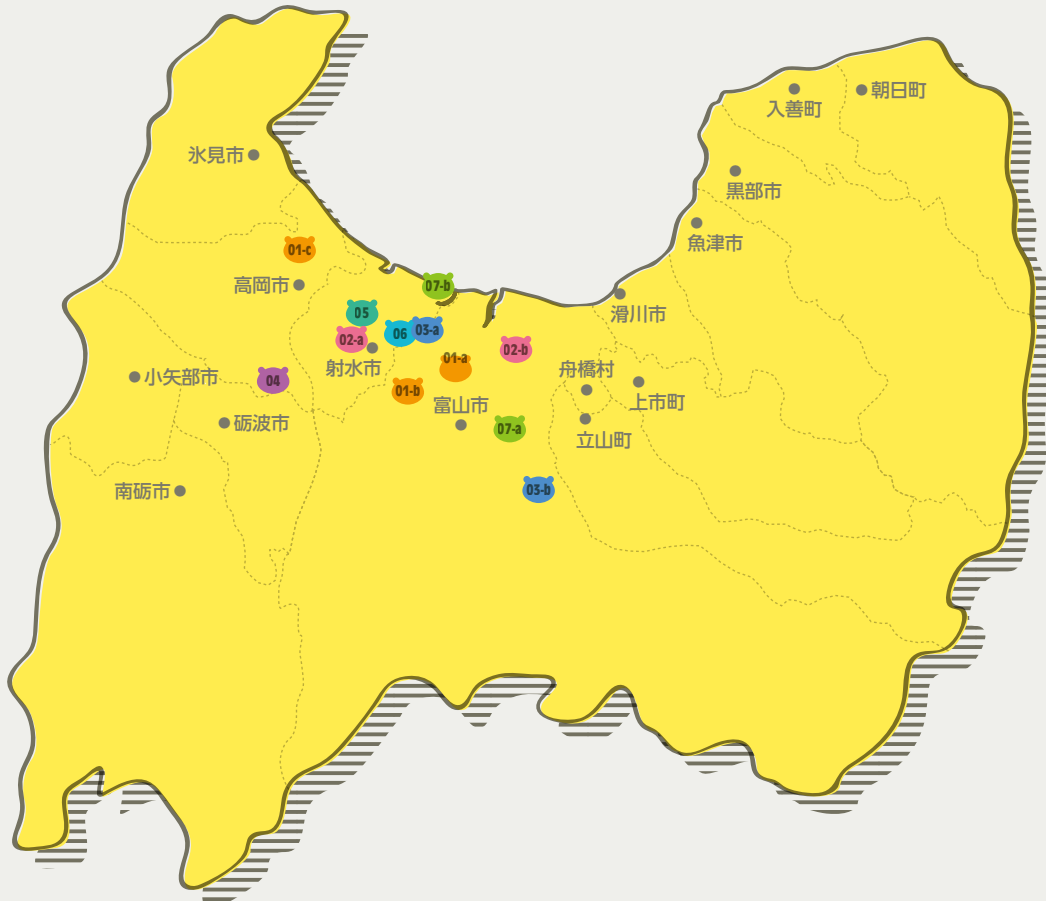 入善町
朝日町
氷見市
黒部市
魚津市
01-c
高岡市
07-b
滑川市
05
06
03-a
02-a
射水市
02-b
01-a
舟橋村
小矢部市
04
01-b
上市町
富山市
砺波市
07-a
立山町
南砺市
03-b